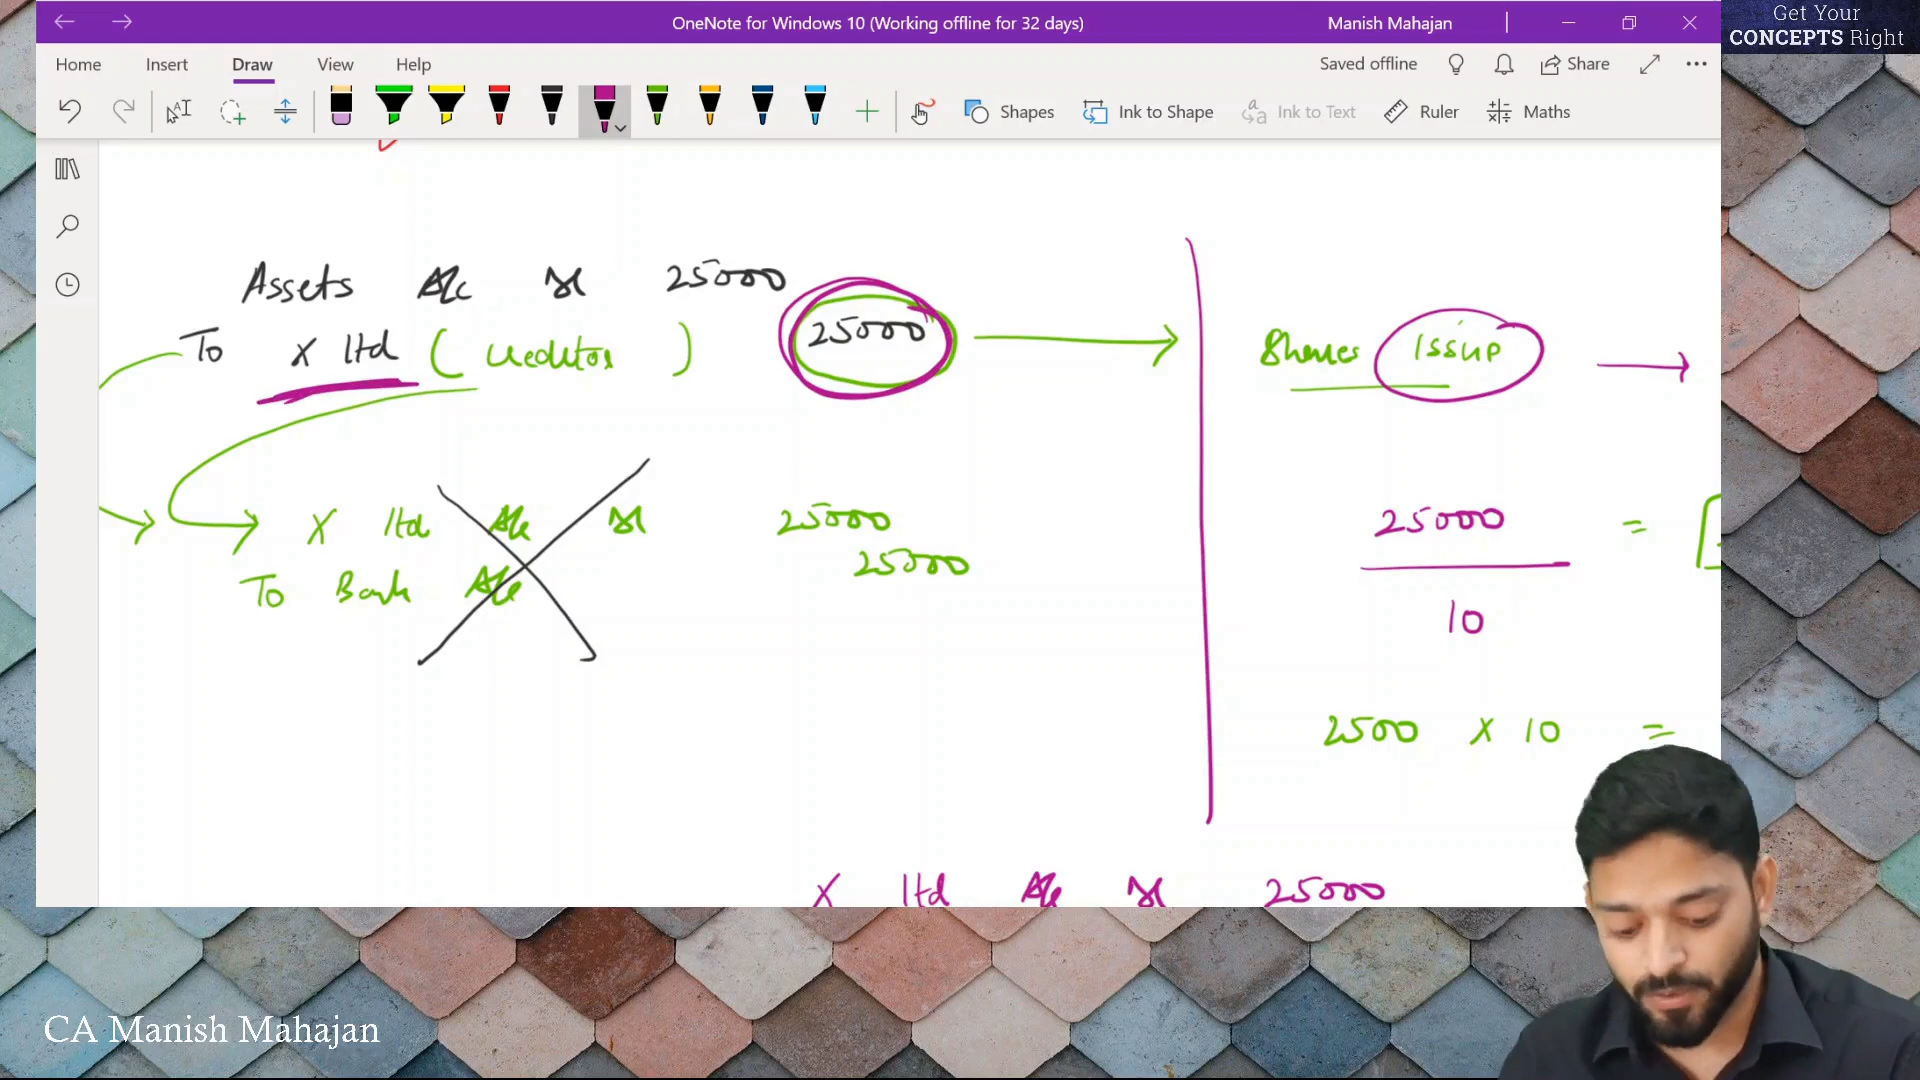 OneNote for Windows 10 (Working offline for 32 days)
Manish Mahajan
Get Your
CONCEPTS Right
Home Insert Draw View Help
Saved offline Share
Shapes Ink to Shape Ink to Text Ruler Maths
Assets A/c Dr 25000
To X ltd (Creditor) 25000
Shares Issue
X ltd A/c Dr 25000
To Bank A/c 25000
25000 =
10
2500 X 10 =
X ltd A/c Dr 25000
CA Manish Mahajan